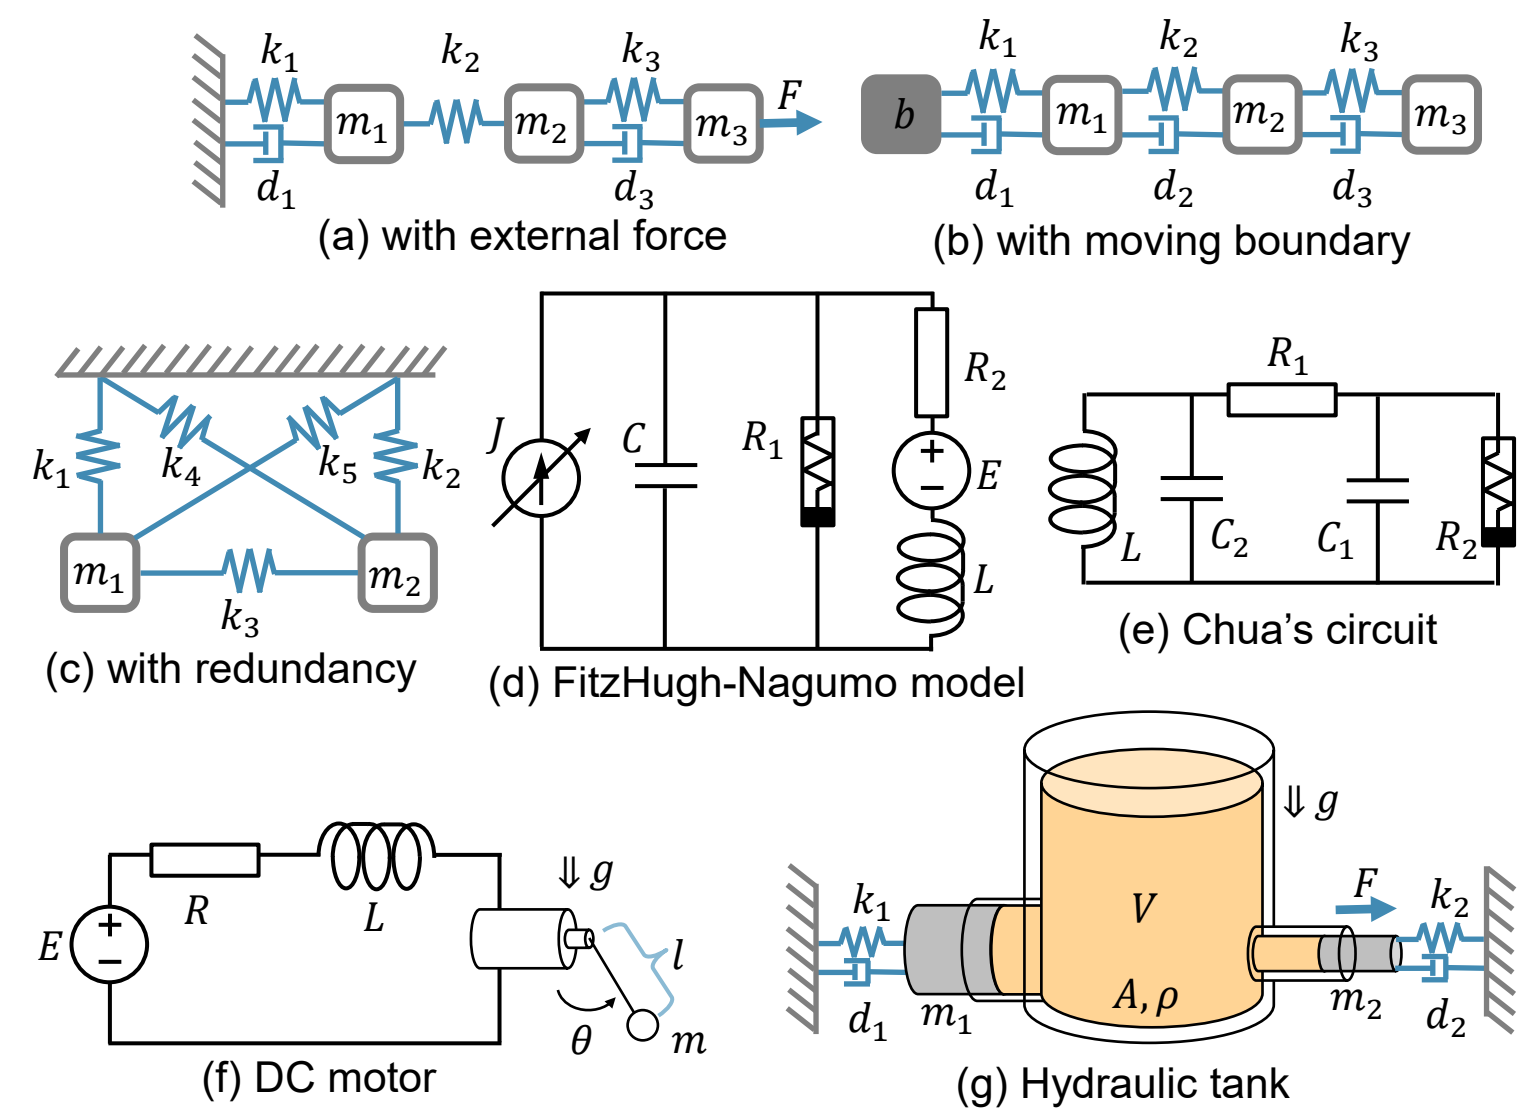 k₁ k₂ k₃
m₁ m₂ m₃ F
d₁ d₃
(a) with external force
k₁ k₂ k₃
b m₁ m₂ m₃
d₁ d₂ d₃
(b) with moving boundary
k₁ k₄ k₅ k₂
m₁ m₂
k₃
(c) with redundancy
R₂
J C R₁
+
− E
L
(d) FitzHugh-Nagumo model
R₁
L C₂ C₁ R₂
(e) Chua's circuit
R L
⇓ g
E +
−
l
θ m
(f) DC motor
⇓ g
k₁ V F k₂
d₁ m₁ A, ρ m₂ d₂
(g) Hydraulic tank